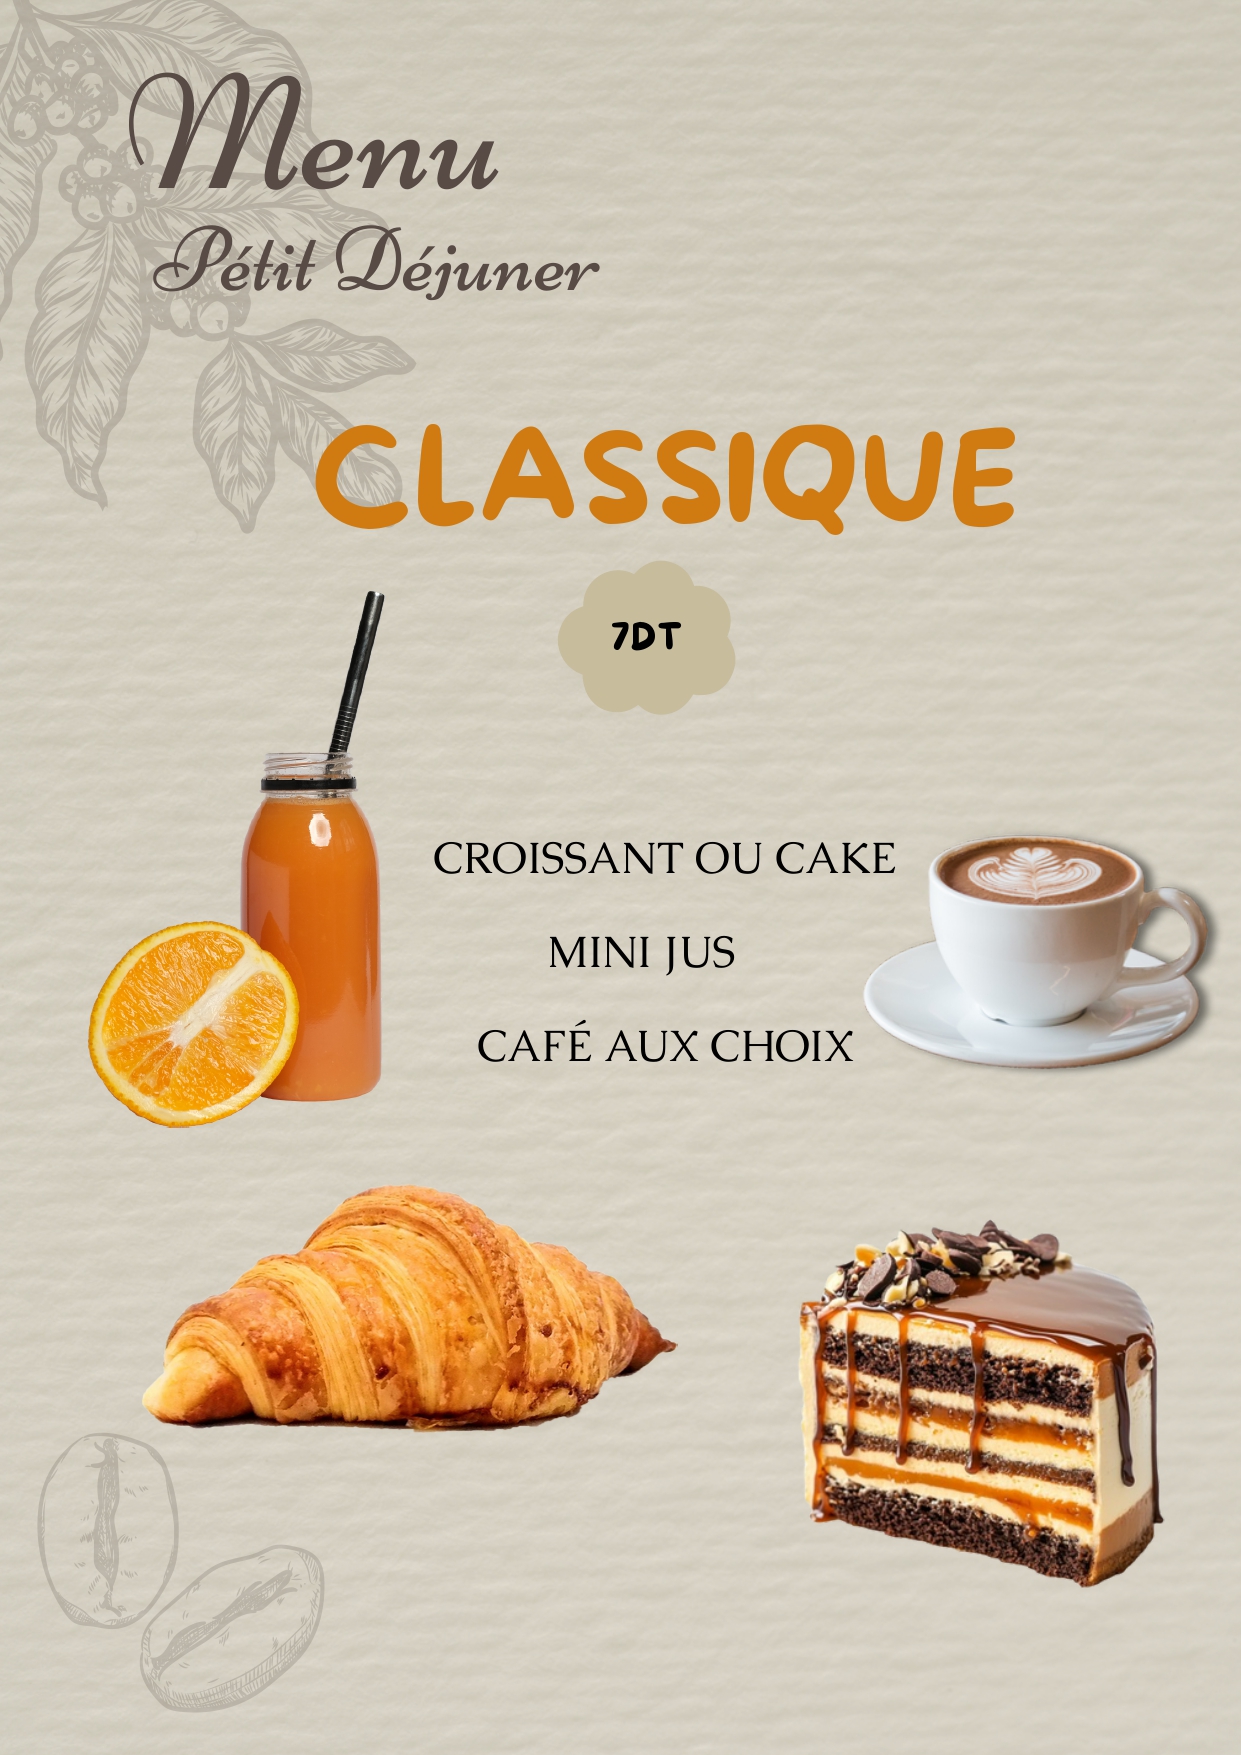 Menu
Pétit Déjuner
CLASSIQUE
7DT
CROISSANT OU CAKE
MINI JUS
CAFÉ AUX CHOIX